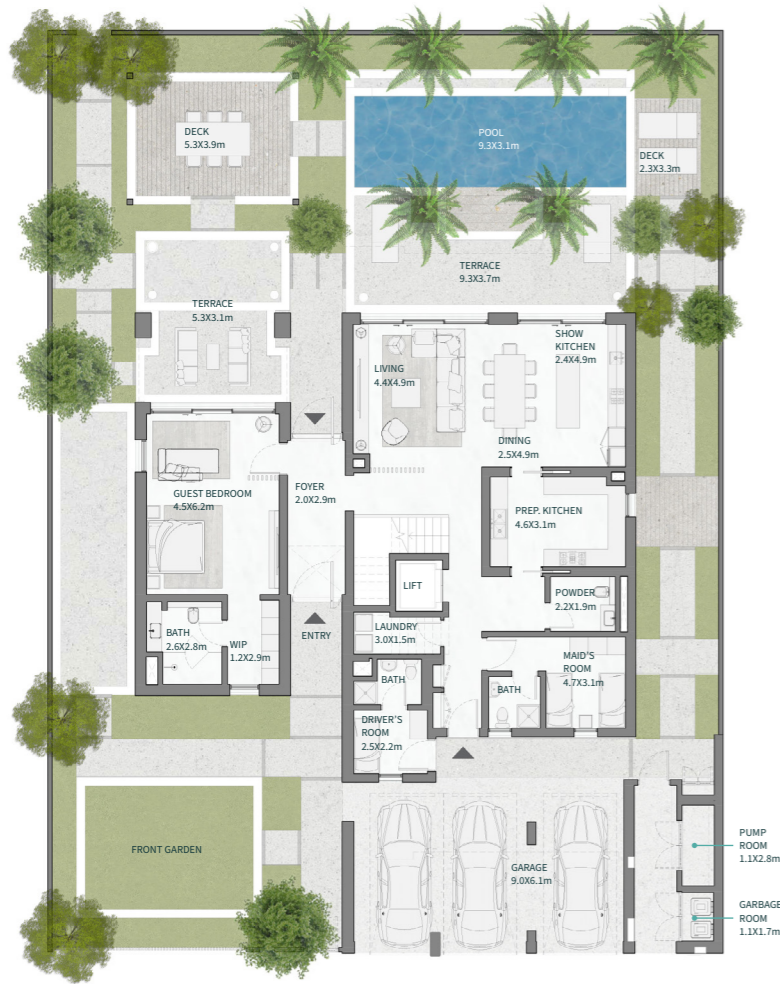 DECK
5.3X3.9m
POOL
9.3X3.1m
DECK
2.3X3.3m
TERRACE
9.3X3.7m
TERRACE
5.3X3.1m
LIVING
4.4X4.9m
SHOW
KITCHEN
2.4X4.9m
DINING
2.5X4.9m
GUEST BEDROOM
4.5X6.2m
FOYER
2.0X2.9m
PREP. KITCHEN
4.6X3.1m
LIFT
POWDER
2.2X1.9m
ENTRY
LAUNDRY
3.0X1.5m
BATH
2.6X2.8m
WIP
1.2X2.9m
MAID'S
ROOM
4.7X3.1m
BATH
BATH
DRIVER'S
ROOM
2.5X2.2m
FRONT GARDEN
GARAGE
9.0X6.1m
PUMP
ROOM
1.1X2.8m
GARBAGE
ROOM
1.1X1.7m